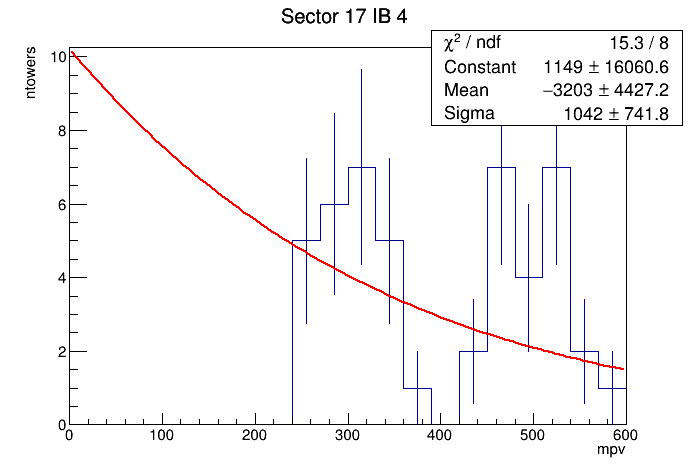 Sector 17 IB 4
χ² / ndf 15.3 / 8
Constant 1149 ± 16060.6
Mean −3203 ± 4427.2
Sigma 1042 ± 741.8
ntowers
10
8
6
4
2
0
0 100 200 300 400 500 600
mpv